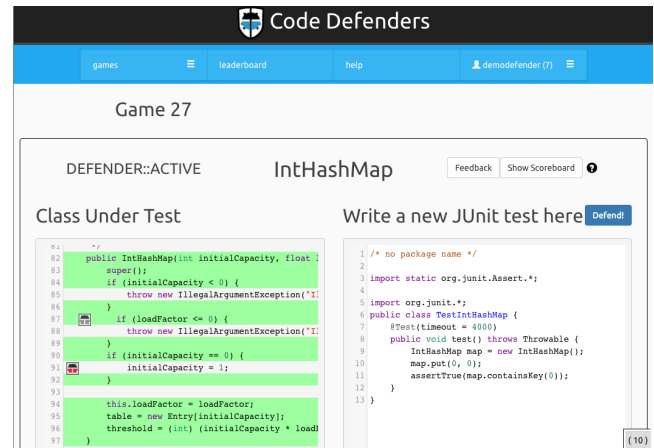 Code Defenders
games
leaderboard
help
demodefender (7)
Game 27
DEFENDER::ACTIVE
IntHashMap
Feedback
Show Scoreboard
Class Under Test
Write a new JUnit test here
Defend!
81 */
82 public IntHashMap(int initialCapacity, float
83 super();
84 if (initialCapacity < 0) {
85 throw new IllegalArgumentException("
86 }
87 if (loadFactor <= 0) {
88 throw new IllegalArgumentException("
89 }
90 if (initialCapacity == 0) {
91 initialCapacity = 1;
92 }
93
94 this.loadFactor = loadFactor;
95 table = new Entry[initialCapacity];
96 threshold = (int) (initialCapacity * load
97 }
1 /* no package name */
2
3 import static org.junit.Assert.*;
4
5 import org.junit.*;
6 public class TestIntHashMap {
7 @Test(timeout = 4000)
8 public void test() throws Throwable {
9 IntHashMap map = new IntHashMap();
10 map.put(0, 0);
11 assertTrue(map.containsKey(0));
12 }
13 }
(10)